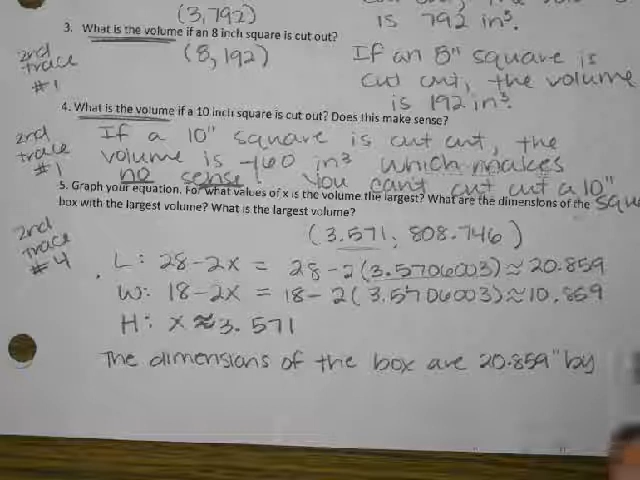 (3,792)
is 792 in³.
3. What is the volume if an 8 inch square is cut out?
2nd trace #1
(8, 192)
If an 8" square is
cut out, the volume
is 192 in³.
4. What is the volume if a 10 inch square is cut out? Does this make sense?
2nd trace #1
If a 10" square is cut out, the
volume is -160 in³ which makes
no sense! You can't cut out a 10"
5. Graph your equation. For what values of x is the volume the largest? What are the dimensions of the
box with the largest volume? What is the largest volume?
2nd trace #4
(3.571, 808.746)
L: 28-2x = 28-2(3.5706003) ≈ 20.859
W: 18-2x = 18-2(3.5706003) ≈ 10.859
H: x ≈ 3.571
The dimensions of the box are 20.859" by